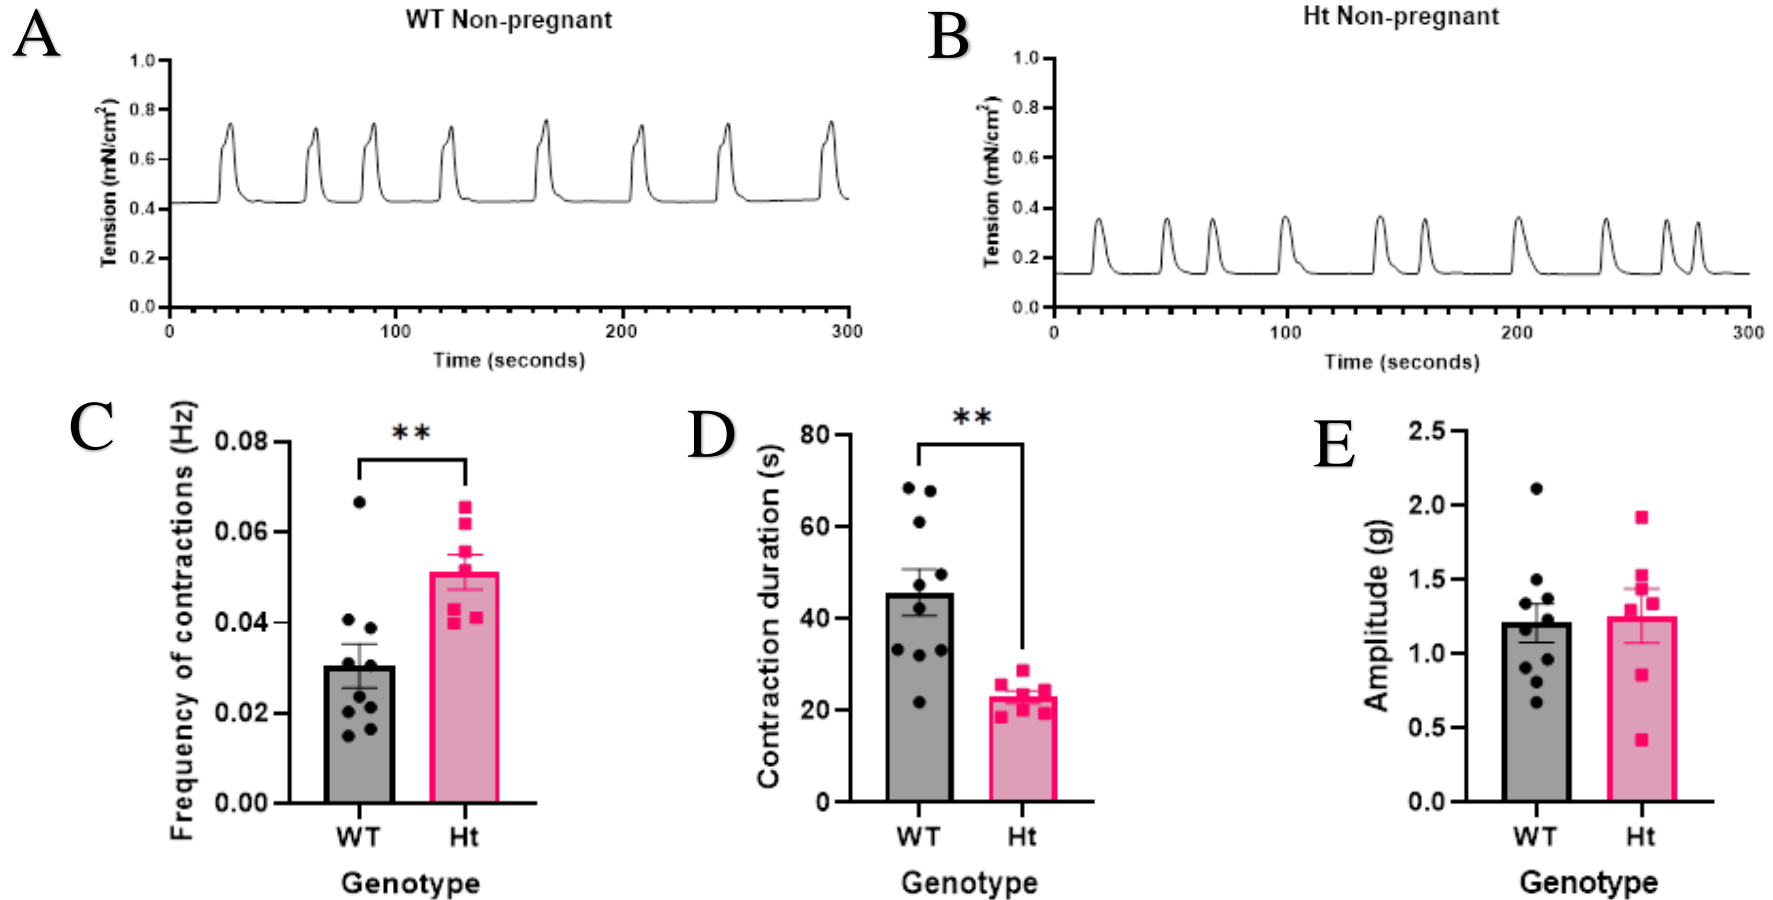 A
WT Non-pregnant
Tension (mN/cm²)
1.0
0.8
0.6
0.4
0.2
0.0
0 100 200 300
Time (seconds)
B
Ht Non-pregnant
Tension (mN/cm²)
1.0
0.8
0.6
0.4
0.2
0.0
0 100 200 300
Time (seconds)
C
Frequency of contractions (Hz)
0.08
0.06
0.04
0.02
0.00
**
WT Ht
Genotype
D
Contraction duration (s)
80
60
40
20
0
**
WT Ht
Genotype
E
Amplitude (g)
2.5
2.0
1.5
1.0
0.5
0.0
WT Ht
Genotype